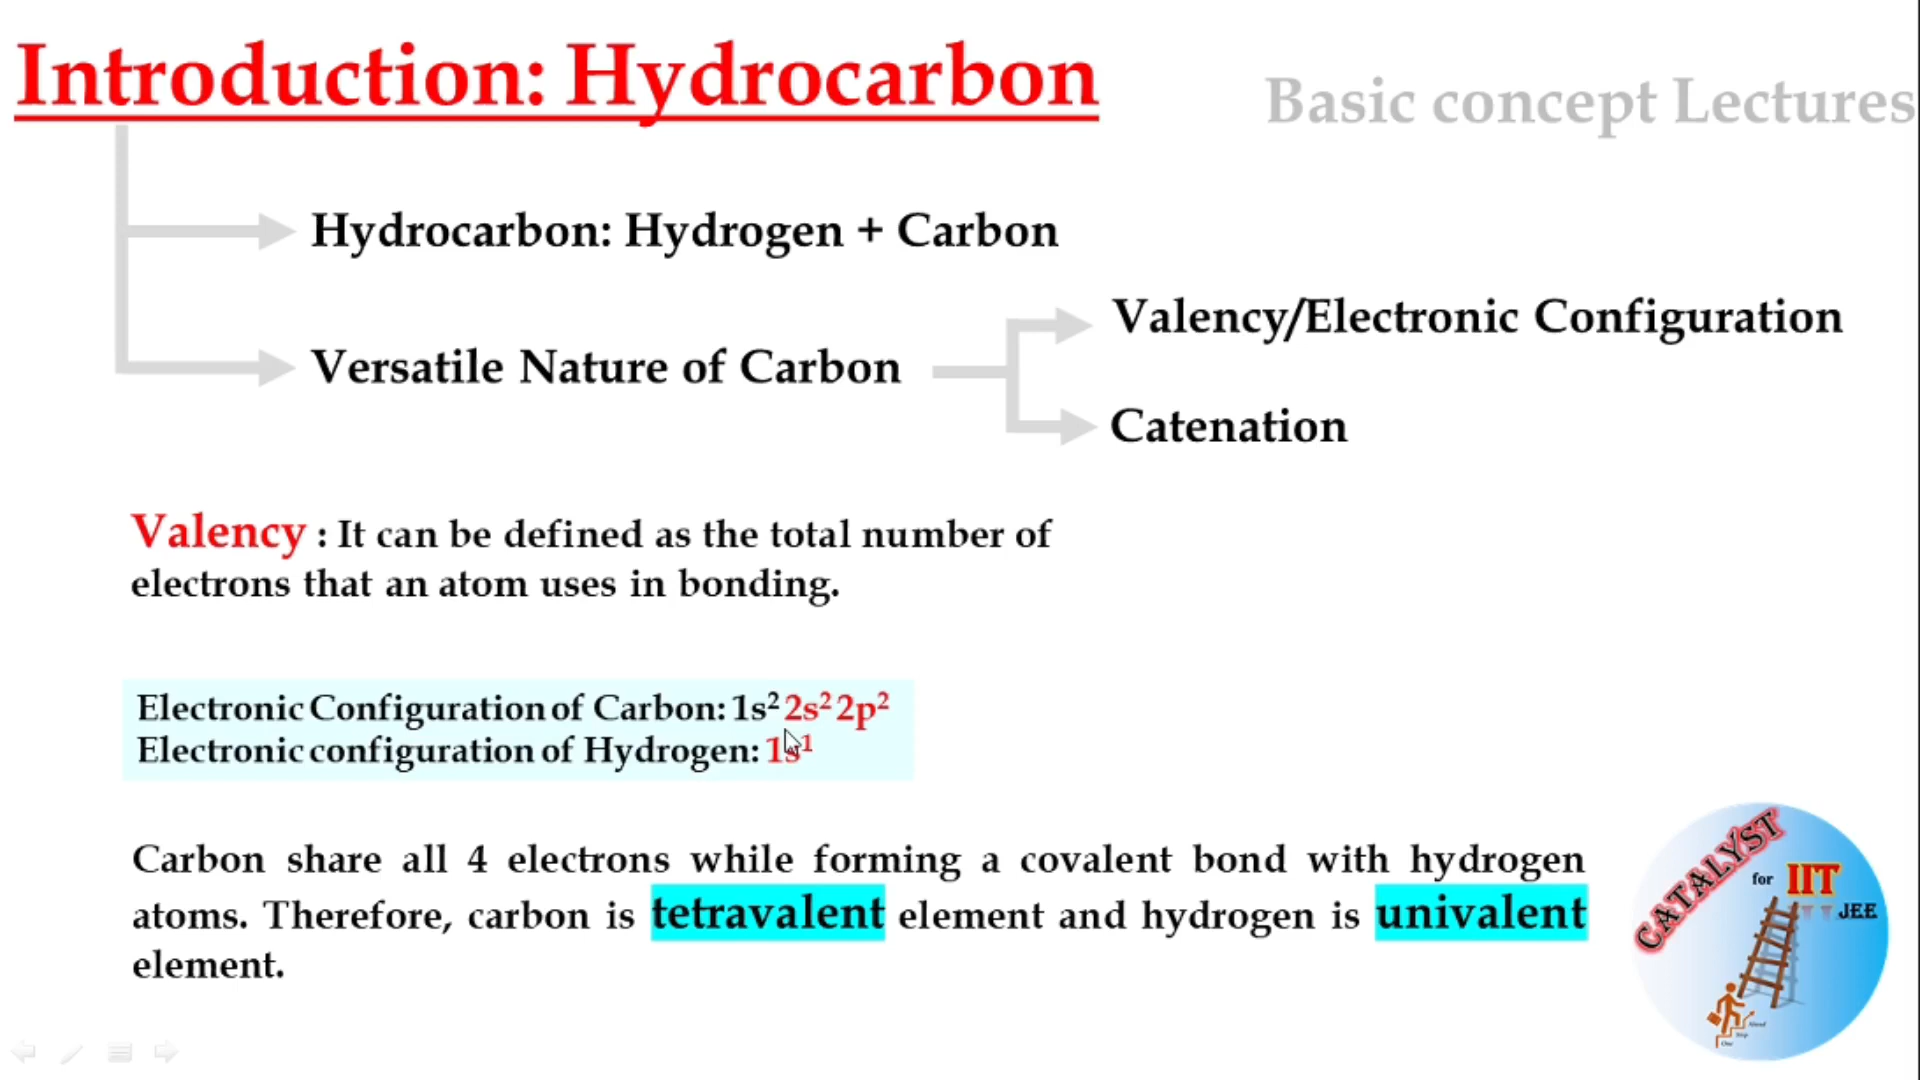 Introduction: Hydrocarbon
Basic concept Lectures
Hydrocarbon: Hydrogen + Carbon
Versatile Nature of Carbon
Valency/Electronic Configuration
Catenation
Valency : It can be defined as the total number of
electrons that an atom uses in bonding.
Electronic Configuration of Carbon: 1s² 2s² 2p²
Electronic configuration of Hydrogen: 1s¹
Carbon share all 4 electrons while forming a covalent bond with hydrogen
atoms. Therefore, carbon is tetravalent element and hydrogen is univalent
element.
CATALYST
for IIT
JEE
One
Step
Ahead